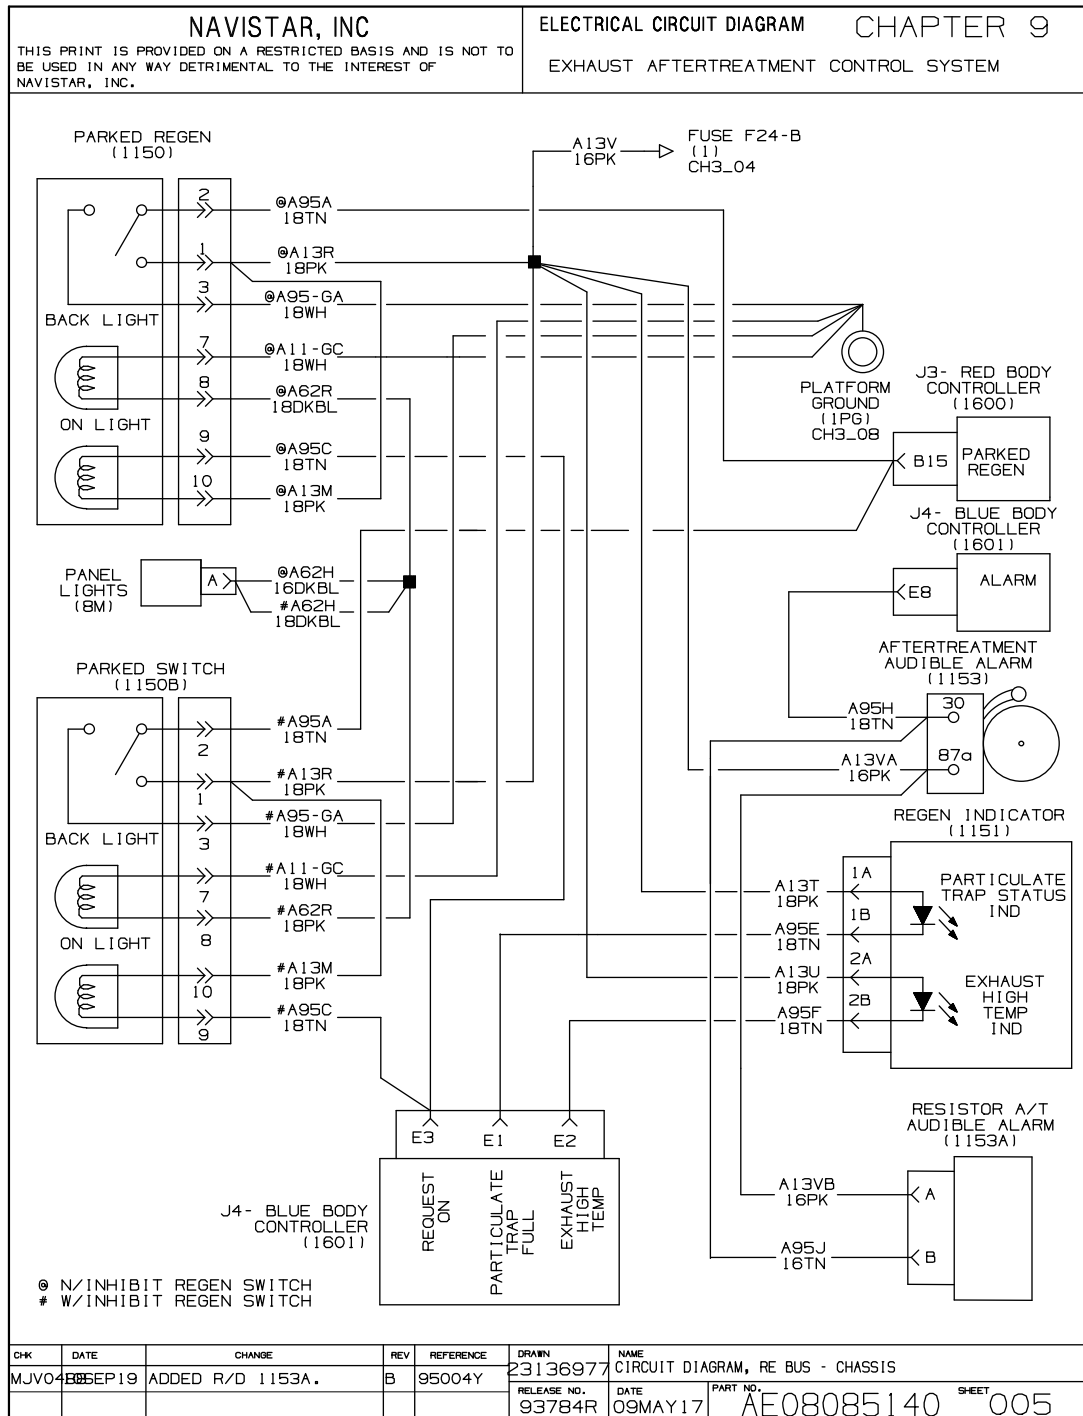 NAVISTAR, INC
THIS PRINT IS PROVIDED ON A RESTRICTED BASIS AND IS NOT TO
BE USED IN ANY WAY DETRIMENTAL TO THE INTEREST OF
NAVISTAR, INC.
ELECTRICAL CIRCUIT DIAGRAM CHAPTER 9
EXHAUST AFTERTREATMENT CONTROL SYSTEM
PARKED REGEN
(1150)
2
1
3
7
8
9
10
BACK LIGHT
ON LIGHT
@A95A
18TN
@A13R
18PK
@A95-GA
18WH
@A11-GC
18WH
@A62R
18DKBL
@A95C
18TN
@A13M
18PK
A13V
16PK
FUSE F24-B
(1)
CH3_04
PLATFORM
GROUND
(1PG)
CH3_08
J3- RED BODY
CONTROLLER
(1600)
B15
PARKED
REGEN
J4- BLUE BODY
CONTROLLER
(1601)
E8
ALARM
PANEL
LIGHTS
(8M)
A
@A62H
16DKBL
#A62H
18DKBL
AFTERTREATMENT
AUDIBLE ALARM
(1153)
30
87a
A95H
18TN
A13VA
16PK
PARKED SWITCH
(1150B)
2
1
3
7
8
10
9
BACK LIGHT
ON LIGHT
#A95A
18TN
#A13R
18PK
#A95-GA
18WH
#A11-GC
18WH
#A62R
18PK
#A13M
18PK
#A95C
18TN
REGEN INDICATOR
(1151)
1A
1B
2A
2B
A13T
18PK
A95E
18TN
A13U
18PK
A95F
18TN
PARTICULATE
TRAP STATUS
IND
EXHAUST
HIGH
TEMP
IND
E3
E1
E2
REQUEST
ON
PARTICULATE
TRAP
FULL
EXHAUST
HIGH
TEMP
J4- BLUE BODY
CONTROLLER
(1601)
RESISTOR A/T
AUDIBLE ALARM
(1153A)
A13VB
16PK
A
A95J
16TN
B
@ N/INHIBIT REGEN SWITCH
# W/INHIBIT REGEN SWITCH
CHK DATE CHANGE REV REFERENCE
ADDED R/D 1153A. B 95004Y
DRAWN
23136977
NAME
CIRCUIT DIAGRAM, RE BUS - CHASSIS
RELEASE NO.
93784R
DATE
09MAY17
PART NO.
AE08085140
SHEET
005